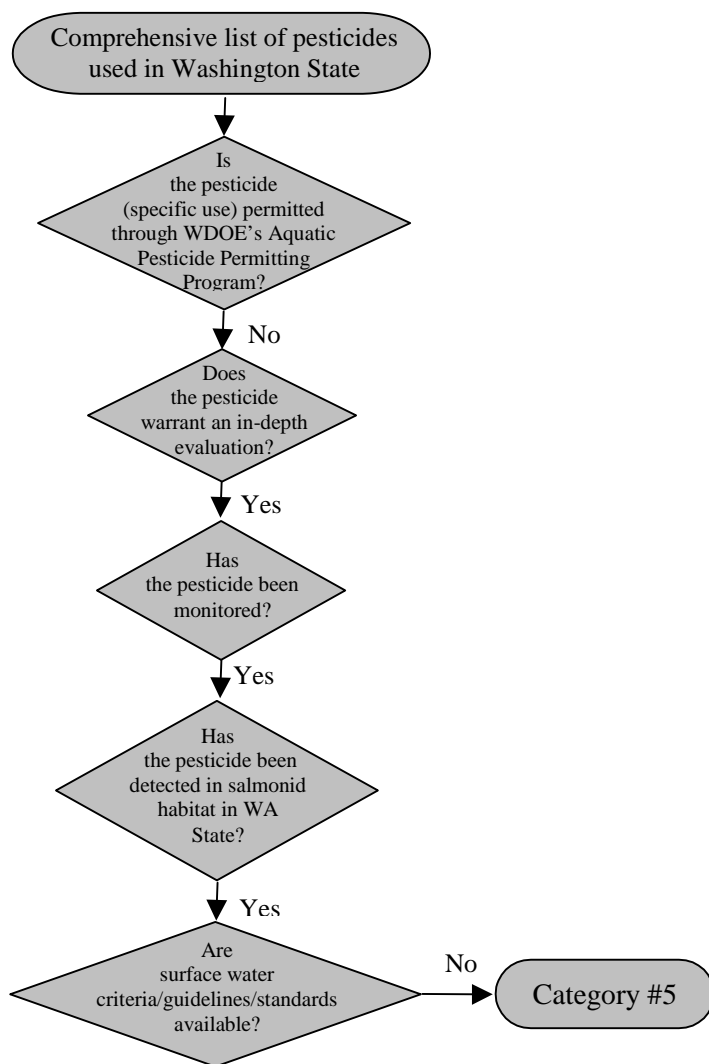 Comprehensive list of pesticides
used in Washington State
Is
the pesticide
(specific use) permitted
through WDOE's Aquatic
Pesticide Permitting
Program?
No
Does
the pesticide
warrant an in-depth
evaluation?
Yes
Has
the pesticide been
monitored?
Yes
Has
the pesticide been
detected in salmonid
habitat in WA
State?
Yes
Are
surface water
criteria/guidelines/standards
available?
No
Category #5